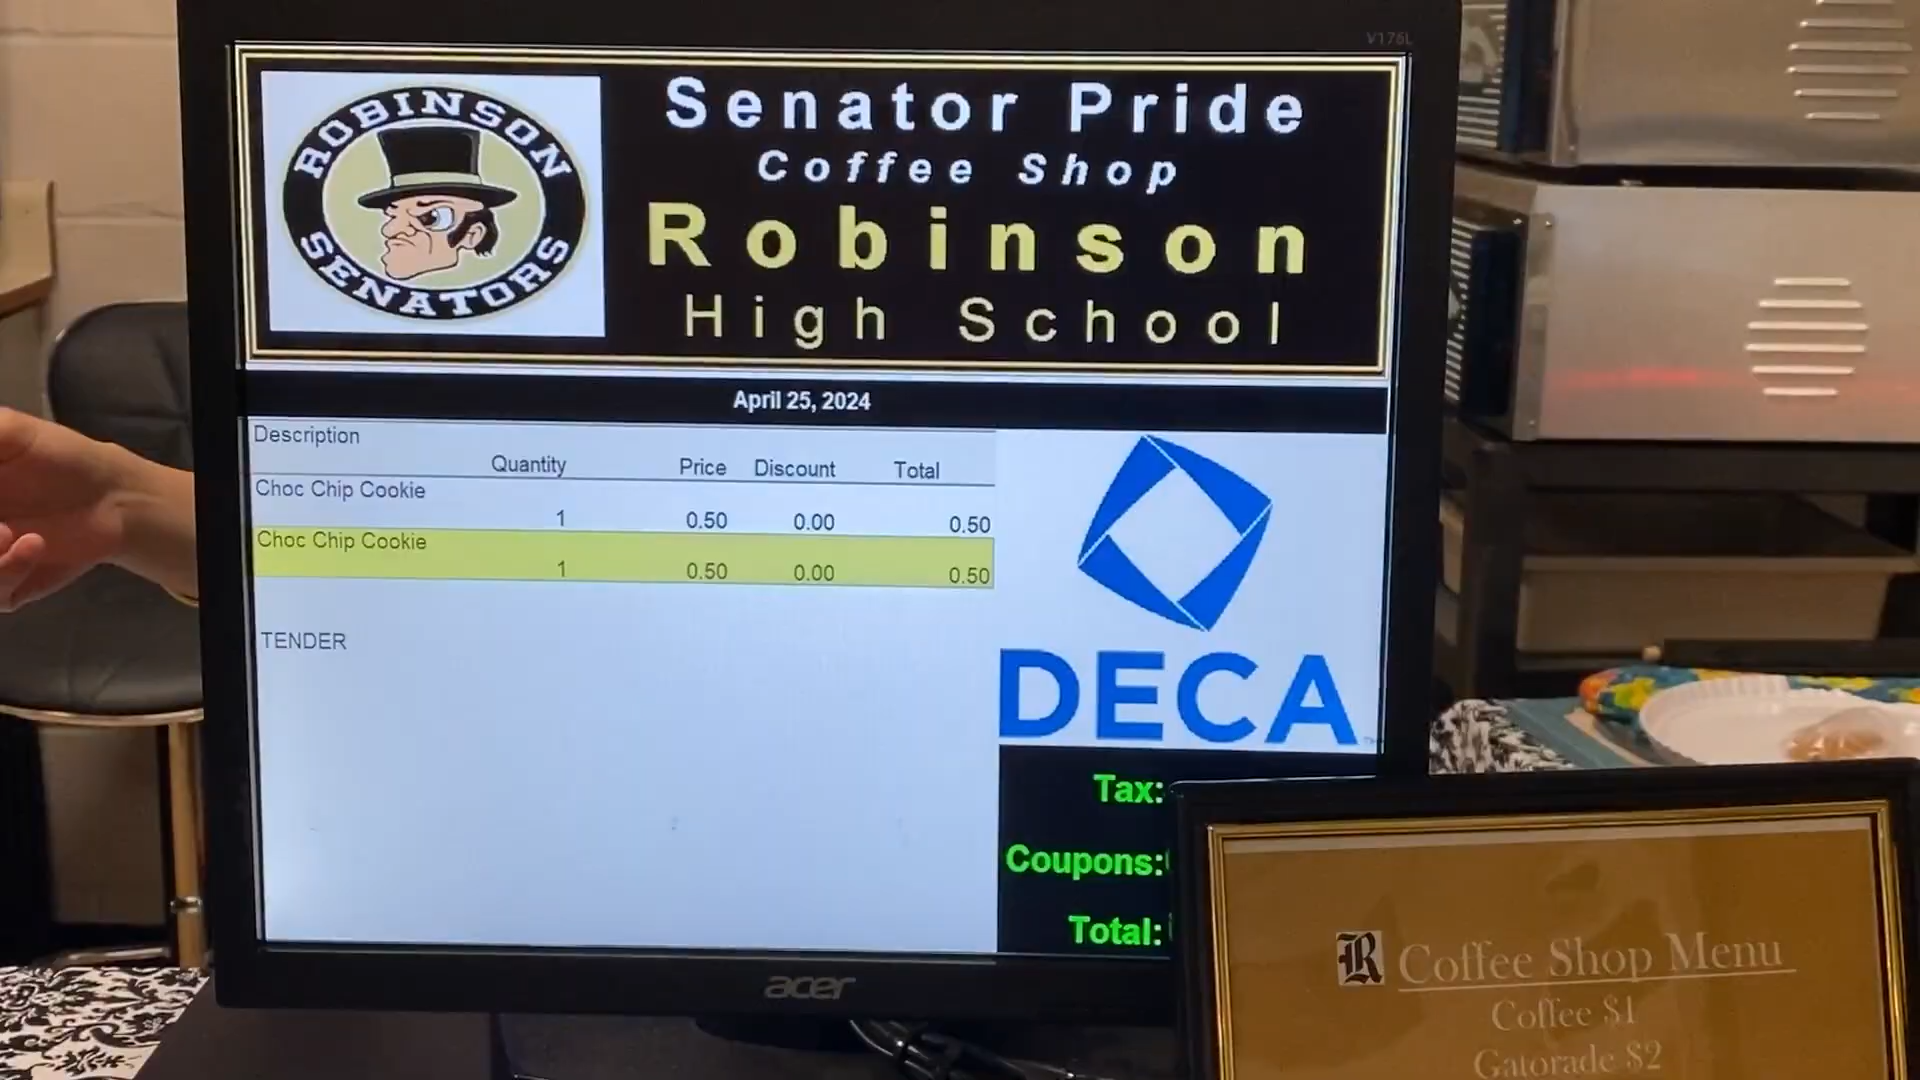 V176L
ROBINSON
SENATORS
Senator Pride
Coffee Shop
Robinson
High School
April 25, 2024
Description
Quantity Price Discount Total
Choc Chip Cookie
1 0.50 0.00 0.50
Choc Chip Cookie
1 0.50 0.00 0.50
TENDER
DECA
Tax:
Coupons:
Total:
acer
R Coffee Shop Menu
Coffee $1
Gatorade $2